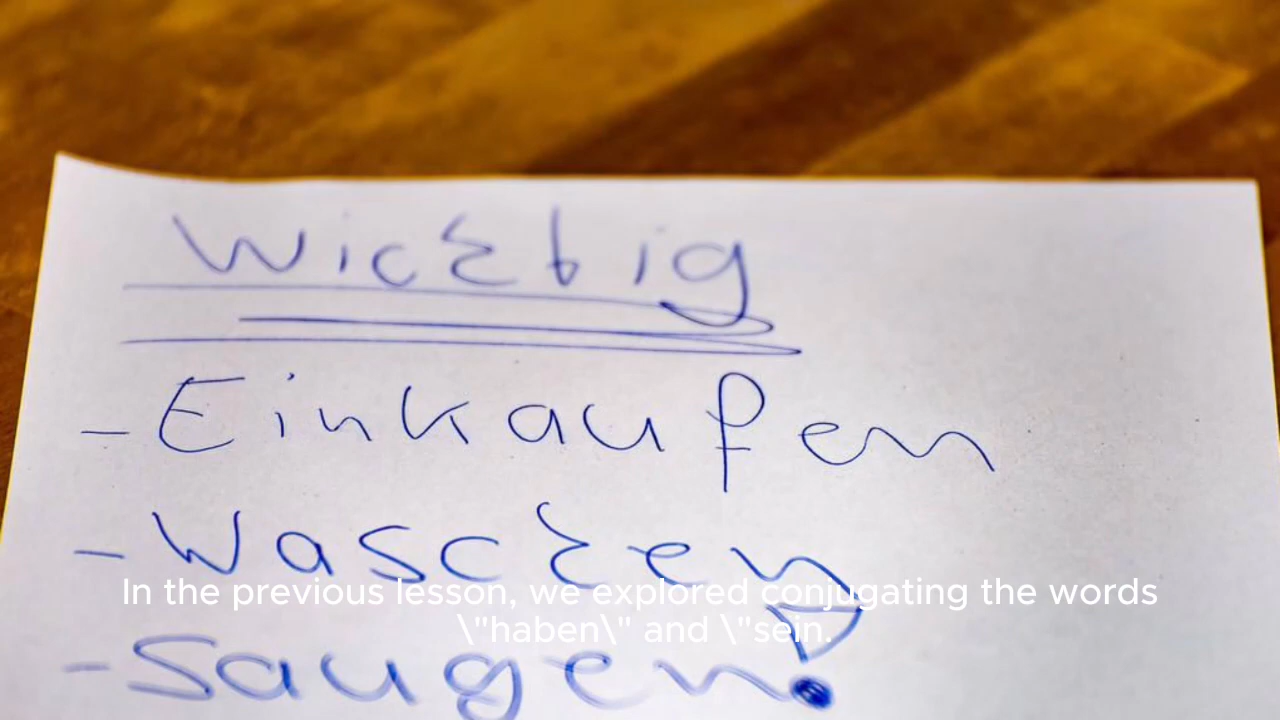 Wichtig
- Einkaufen
- Waschen
In the previous lesson, we explored conjugating the words
\"haben\" and \"sein.
- Saugen!